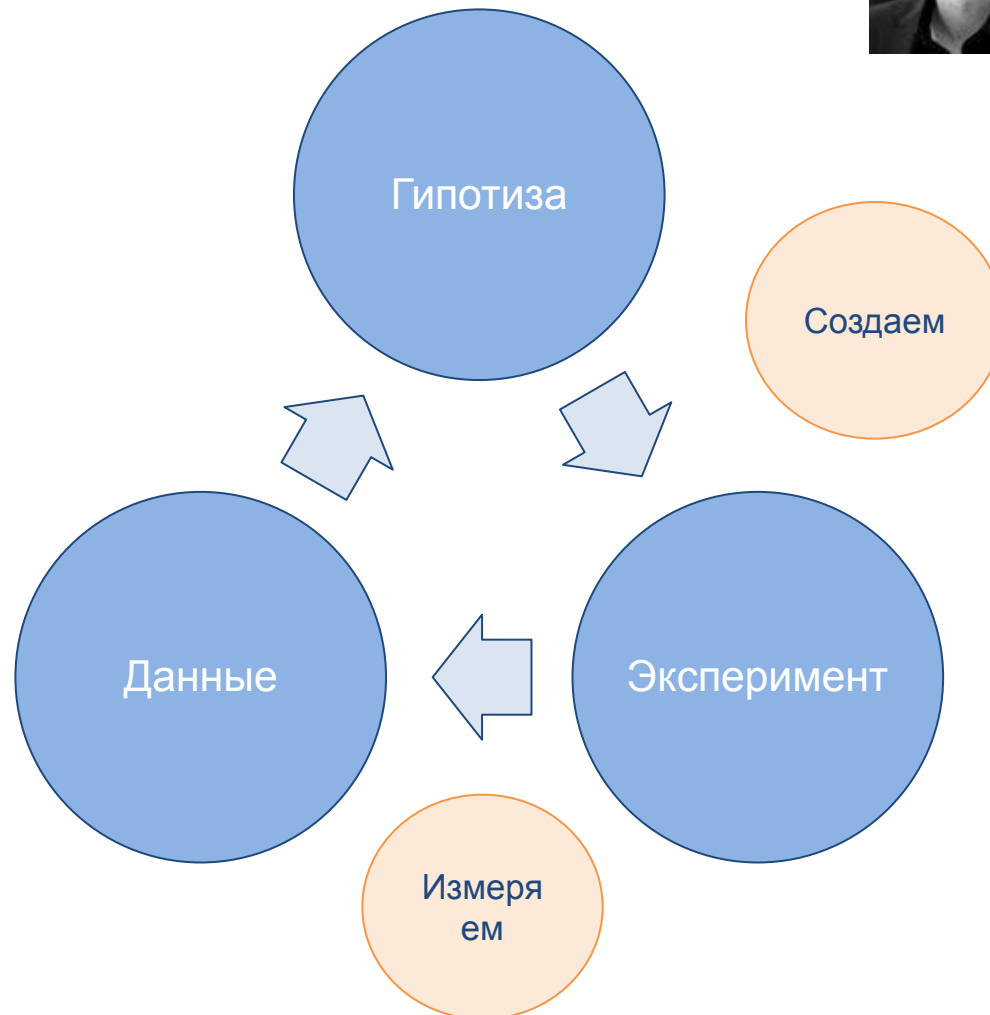 Гипотиза
Создаем
Данные
Эксперимент
Измеря
ем